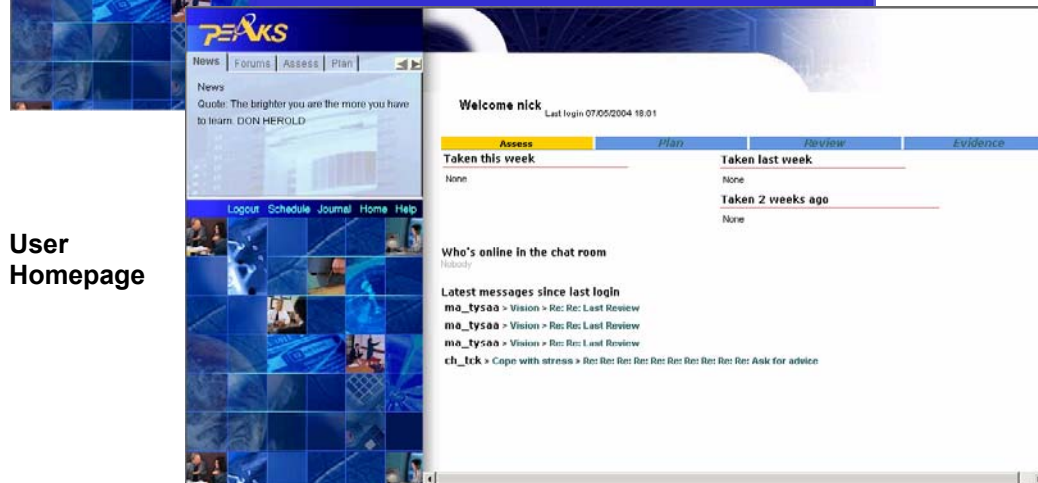 PEAKS
News Forums Assess Plan
News
Quote: The brighter you are the more you have
to learn. DON HEROLD
Logout Schedule Journal Home Help
User
Homepage
Welcome nick
Last login 07/05/2004 18:01
Assess Plan Review Evidence
Taken this week Taken last week
None None
Taken 2 weeks ago
None
Who's online in the chat room
Nobody
Latest messages since last login
ma_tysaa > Vision > Re: Re: Last Review
ma_tysaa > Vision > Re: Re: Last Review
ma_tysaa > Vision > Re: Re: Last Review
ch_tck > Cope with stress > Re: Re: Re: Re: Re: Re: Re: Re: Re: Re: Ask for advice